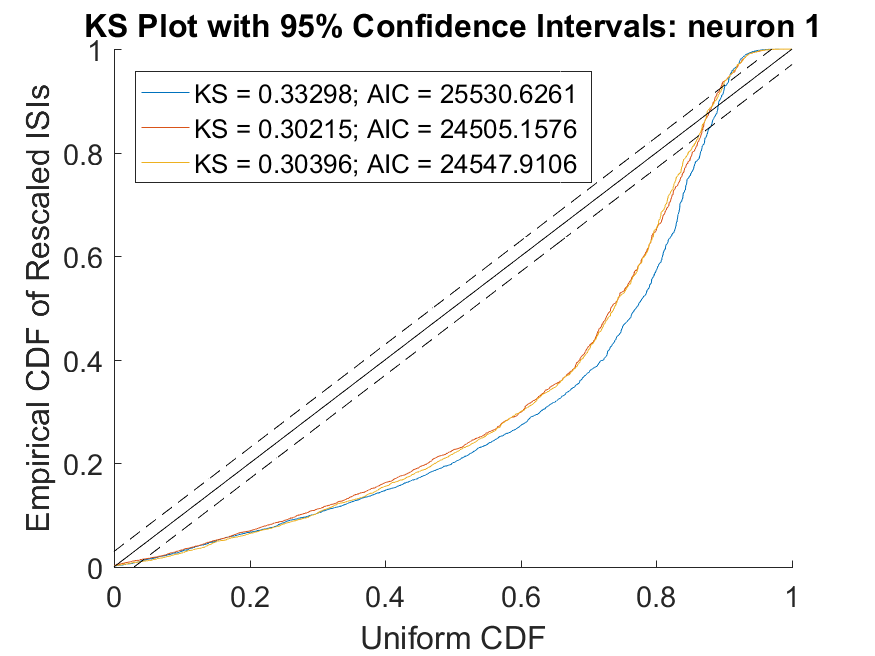 KS Plot with 95% Confidence Intervals: neuron 1
1
KS = 0.33298; AIC = 25530.6261
KS = 0.30215; AIC = 24505.1576
KS = 0.30396; AIC = 24547.9106
0.8
0.6
0.4
0.2
0
Empirical CDF of Rescaled ISIs
0 0.2 0.4 0.6 0.8 1
Uniform CDF